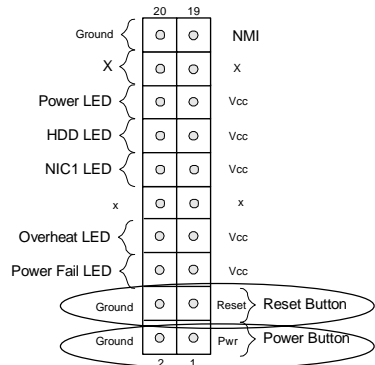 20 19
Ground NMI
X X
Power LED Vcc
HDD LED Vcc
NIC1 LED Vcc
x x
Overheat LED Vcc
Power Fail LED Vcc
Ground Reset Reset Button
Ground Pwr Power Button
2 1